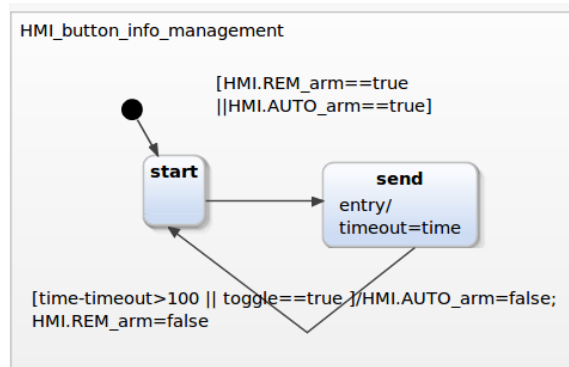 HMI_button_info_management
[HMI.REM_arm==true
||HMI.AUTO_arm==true]
start
send
entry/
timeout=time
[time-timeout>100 || toggle==true ]/HMI.AUTO_arm=false;
HMI.REM_arm=false